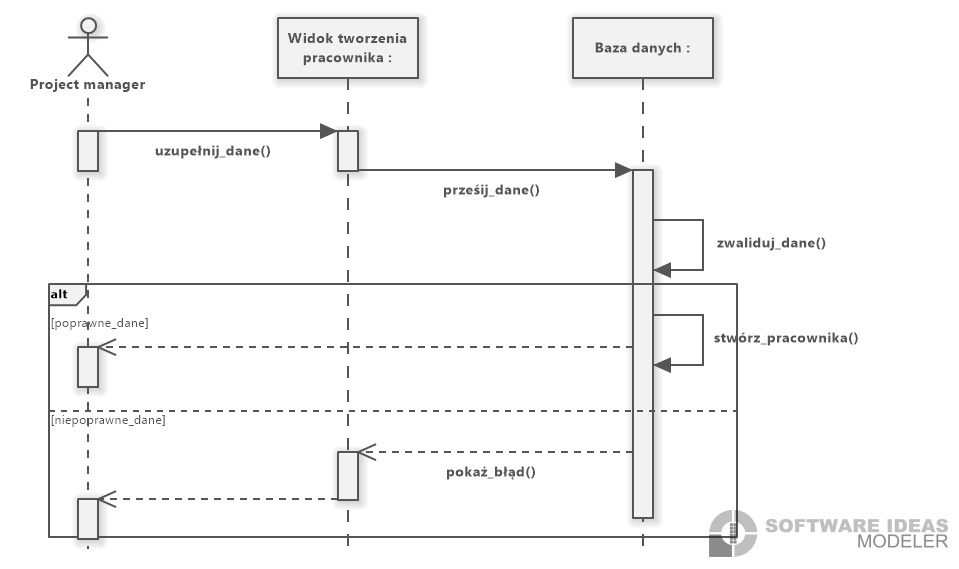 Widok tworzenia
pracownika :
Baza danych :
Project manager
uzupełnij_dane()
prześij_dane()
zwaliduj_dane()
alt
[poprawne_dane]
stwórz_pracownika()
[niepoprawne_dane]
pokaż_błąd()
SOFTWARE IDEAS
MODELER